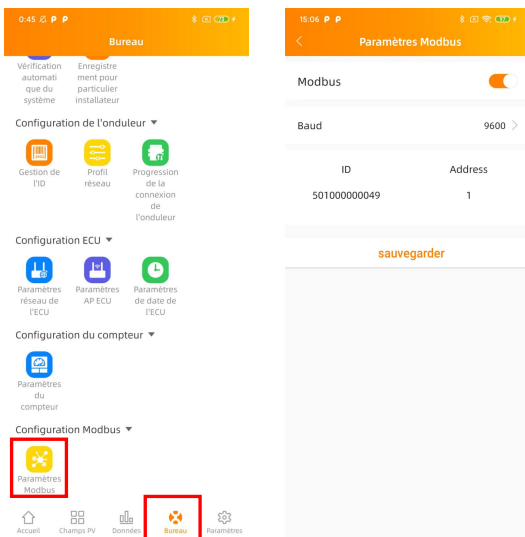 0:45
Bureau
Vérification
automati
que du
système
Enregistre
ment pour
particulier
installateur
Configuration de l'onduleur
Gestion de
l'ID
Profil
réseau
Progression
de la
connexion
de
l'onduleur
Configuration ECU
Paramètres
réseau de
l'ECU
Paramètres
AP ECU
Paramètres
de date de
l'ECU
Configuration du compteur
Paramètres
du
compteur
Configuration Modbus
Paramètres
Modbus
Accueil
Champs PV
Données
Bureau
Paramètres
15:06
Paramètres Modbus
Modbus
Baud 9600
ID Address
501000000049 1
sauvegarder